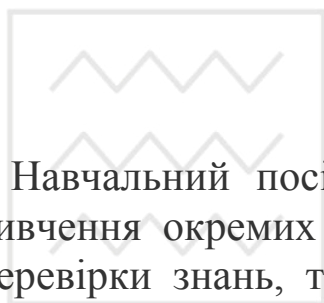 Навчальний посі
ивчення окремих
еревірки знань, т